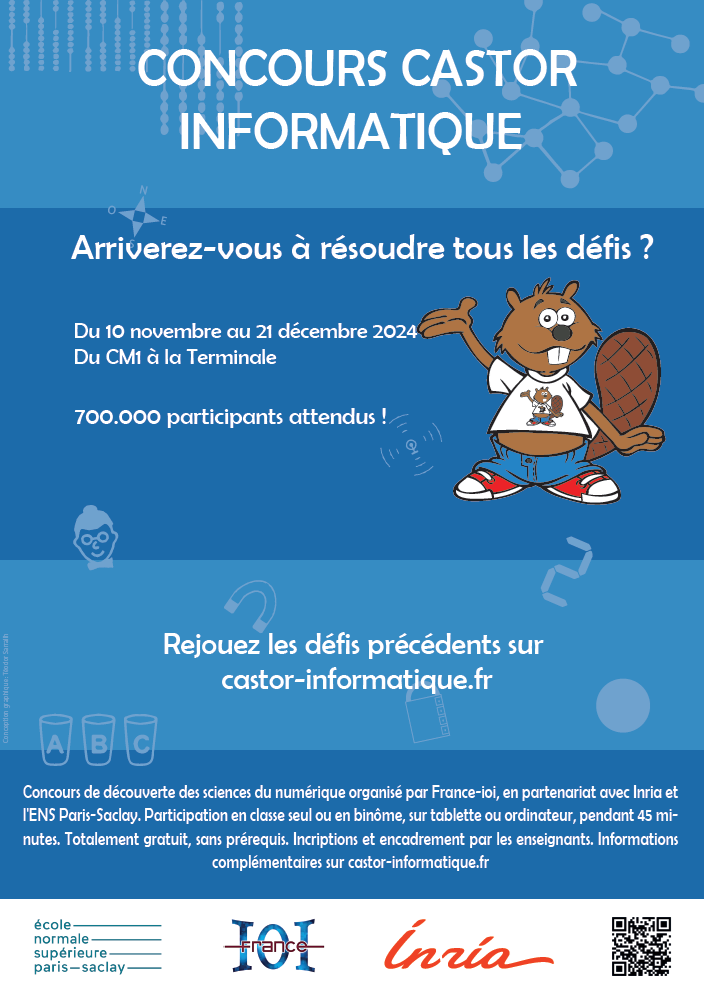 CONCOURS CASTOR
INFORMATIQUE
N
O
E
S
Arriverez-vous à résoudre tous les défis ?
Du 10 novembre au 21 décembre 2024
Du CM1 à la Terminale
700.000 participants attendus !
Rejouez les défis précédents sur
castor-informatique.fr
A B C
Concours de découverte des sciences du numérique organisé par France-ioi, en partenariat avec Inria et
l'ENS Paris-Saclay. Participation en classe seul ou en binôme, sur tablette ou ordinateur, pendant 45 mi-
nutes. Totalement gratuit, sans prérequis. Incriptions et encadrement par les enseignants. Informations
complémentaires sur castor-informatique.fr
école
normale
supérieure
paris–saclay
IOI
france
Inria
Conception graphique: